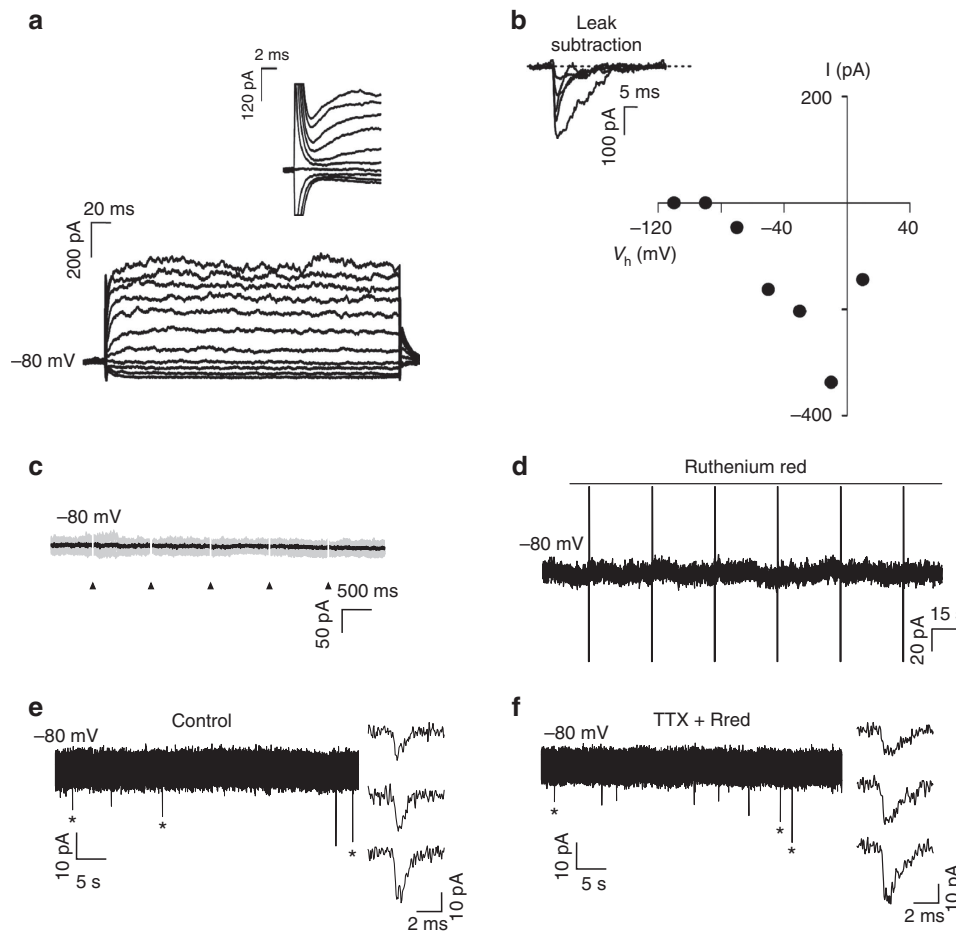 a
2 ms
120 pA
20 ms
200 pA
–80 mV
b
Leak
subtraction
5 ms
100 pA
I (pA)
200
–120
–40
40
Vh (mV)
–400
c
–80 mV
500 ms
50 pA
d
Ruthenium red
–80 mV
15
20 pA
e
Control
–80 mV
*
*
*
10 pA
5 s
10 pA
2 ms
f
TTX + Rred
–80 mV
*
*
*
10 pA
5 s
10 pA
2 ms